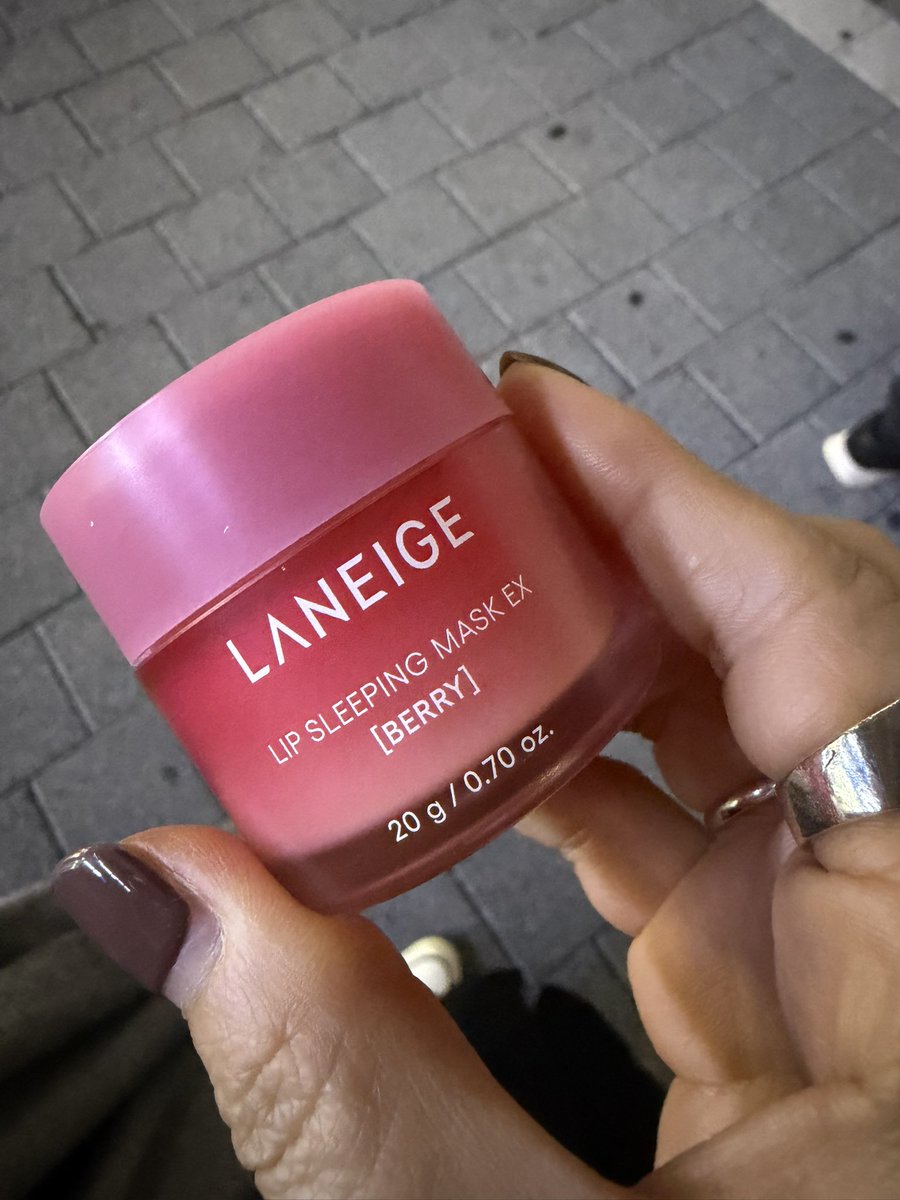 LANEIGE
LIP SLEEPING MASK EX
[BERRY]
20 g / 0.70 oz.